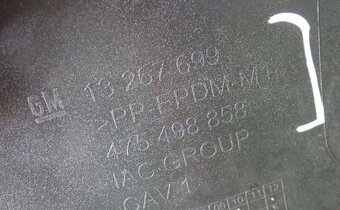 GM
13 267 699
>PP-EPDM-M
475 498 858
IAC GROUP
CAV 1